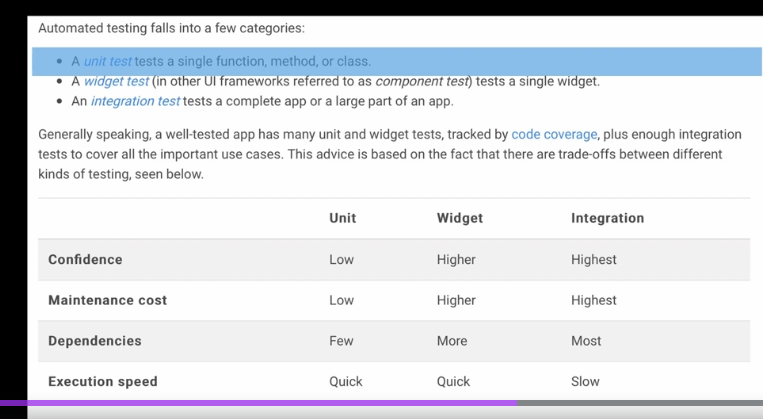 Automated testing falls into a few categories:
• A unit test tests a single function, method, or class.
• A widget test (in other UI frameworks referred to as component test) tests a single widget.
• An integration test tests a complete app or a large part of an app.
Generally speaking, a well-tested app has many unit and widget tests, tracked by code coverage, plus enough integration
tests to cover all the important use cases. This advice is based on the fact that there are trade-offs between different
kinds of testing, seen below.
Unit Widget Integration
Confidence Low Higher Highest
Maintenance cost Low Higher Highest
Dependencies Few More Most
Execution speed Quick Quick Slow